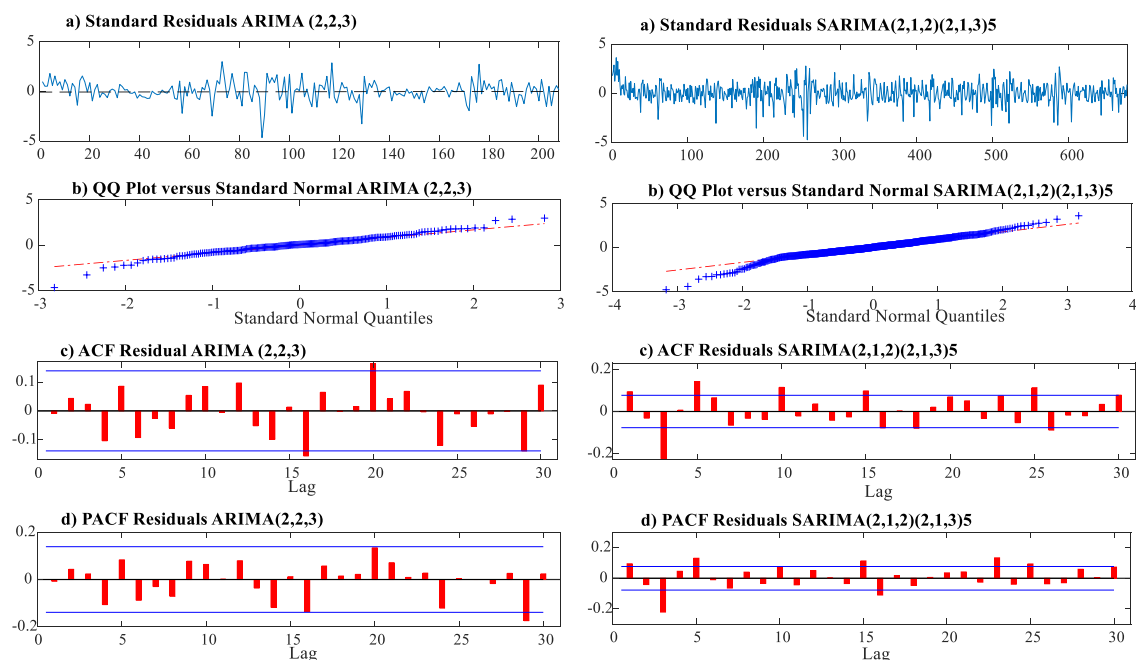 a) Standard Residuals ARIMA (2,2,3)
5
0
-5
0 20 40 60 80 100 120 140 160 180 200
b) QQ Plot versus Standard Normal ARIMA (2,2,3)
5
0
-5
-3 -2 -1 0 1 2 3
Standard Normal Quantiles
c) ACF Residual ARIMA (2,2,3)
0.1
0
-0.1
0 5 10 15 20 25 30
Lag
d) PACF Residuals ARIMA(2,2,3)
0.2
0
-0.2
0 5 10 15 20 25 30
Lag
a) Standard Residuals SARIMA(2,1,2)(2,1,3)5
5
0
-5
0 100 200 300 400 500 600
b) QQ Plot versus Standard Normal SARIMA(2,1,2)(2,1,3)5
5
0
-5
-4 -3 -2 -1 0 1 2 3 4
Standard Normal Quantiles
c) ACF Residuals SARIMA(2,1,2)(2,1,3)5
0.2
0
-0.2
0 5 10 15 20 25 30
Lag
d) PACF Residuals SARIMA(2,1,2)(2,1,3)5
0.2
0
-0.2
0 5 10 15 20 25 30
Lag